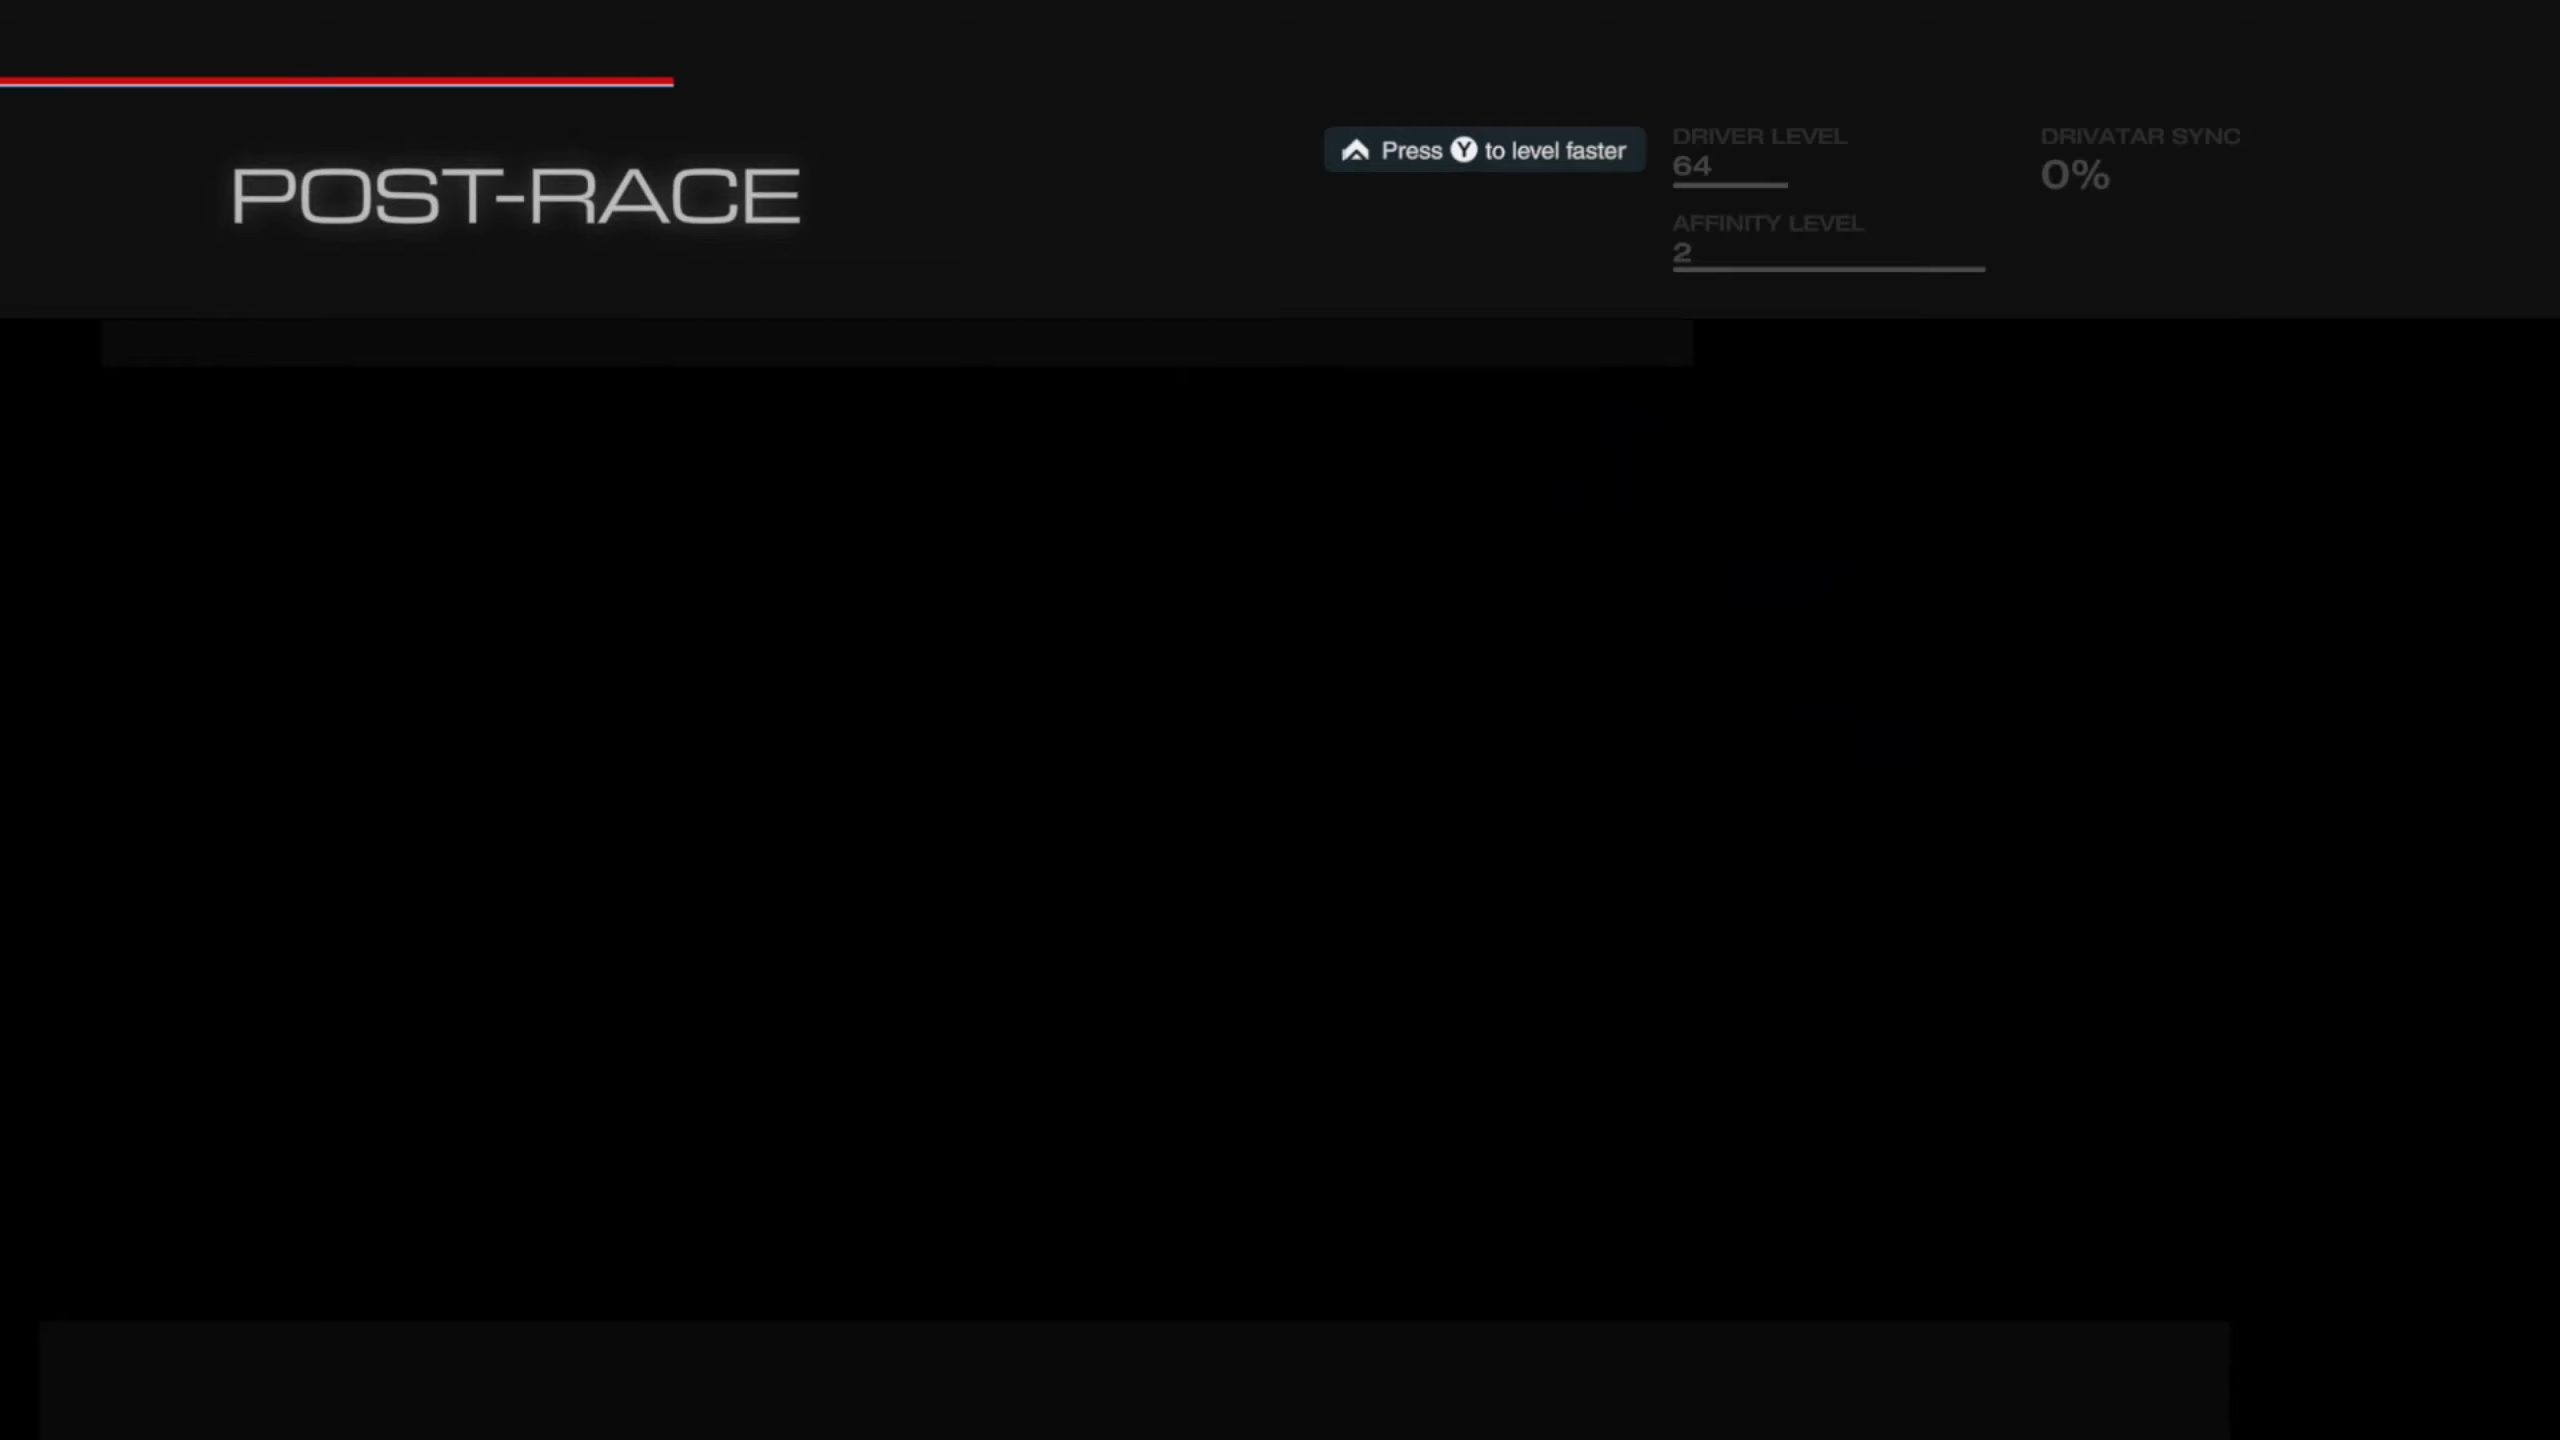 POST-RACE
Press Y to level faster
DRIVER LEVEL
64
AFFINITY LEVEL
2
DRIVATAR SYNC
0%